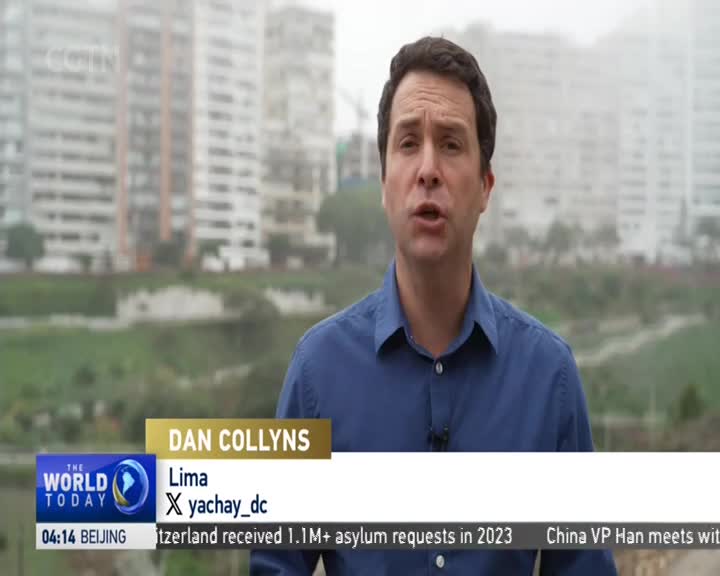 CGTN
DAN COLLYNS
Lima
X yachay_dc
THE
WORLD
TODAY
04:14 BEIJING
itzerland received 1.1M+ asylum requests in 2023 China VP Han meets wit